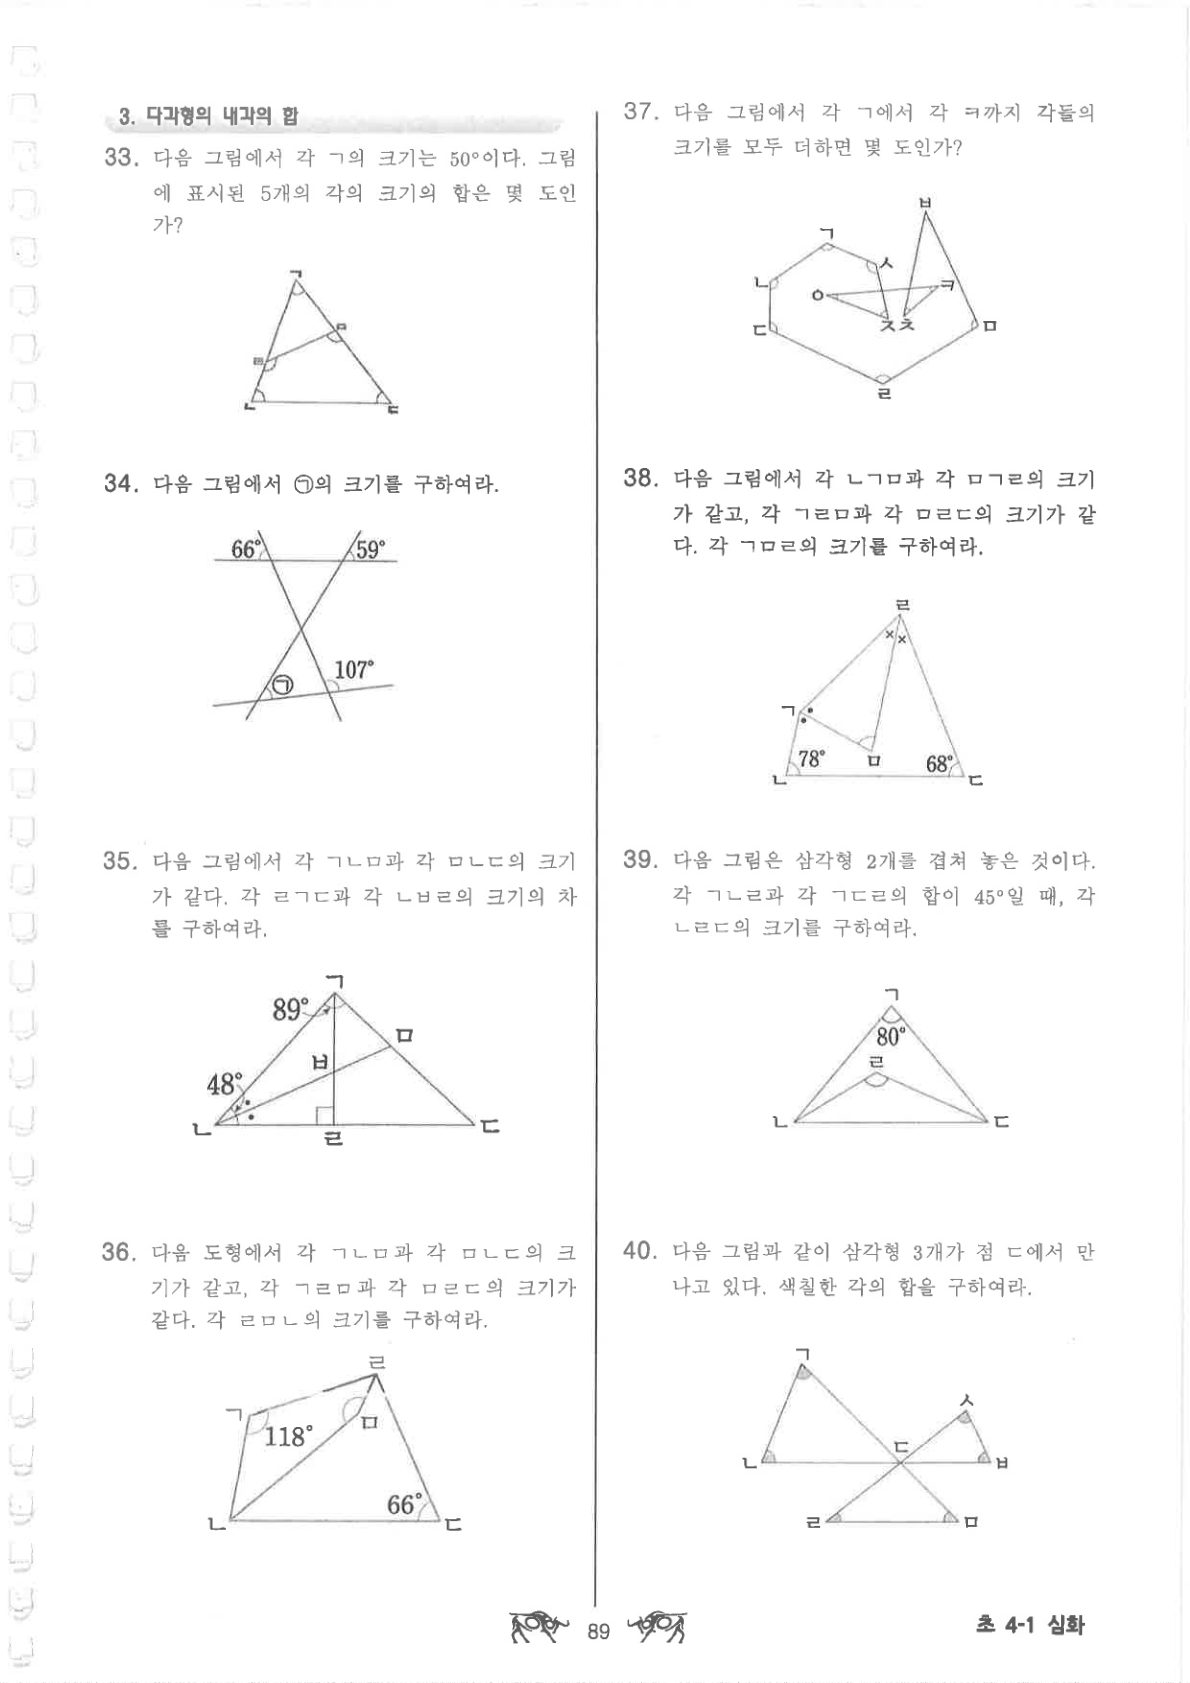 3. 다각형의 내각의 합
33. 다음 그림에서 각 ㄱ의 크기는 50°이다. 그림
에 표시된 5개의 각의 크기의 합은 몇 도인
가?
ㄱ
ㅁ
ㄴ
ㄷ
34. 다음 그림에서 ㉠의 크기를 구하여라.
66°
59°
107°
㉠
35. 다음 그림에서 각 ㄱㄴㅁ과 각 ㅁㄴㄷ의 크기
가 같다. 각 ㄹㄱㄷ과 각 ㄴㅂㄹ의 크기의 차
를 구하여라.
ㄱ
89°
ㅁ
ㅂ
48°
ㄴ
ㄹ
ㄷ
36. 다음 도형에서 각 ㄱㄴㅁ과 각 ㅁㄴㄷ의 크
기가 같고, 각 ㄱㄹㅁ과 각 ㅁㄹㄷ의 크기가
같다. 각 ㄹㅁㄴ의 크기를 구하여라.
ㄹ
ㄱ
118°
ㅁ
66°
ㄴ
ㄷ
37. 다음 그림에서 각 ㄱ에서 각 ㅋ까지 각들의
크기를 모두 더하면 몇 도인가?
ㅂ
ㄱ
ㅅ
ㄴ
ㅇ
ㅋ
ㄷ
ㅈ ㅊ
ㅁ
ㄹ
38. 다음 그림에서 각 ㄴㄱㅁ과 각 ㅁㄱㄹ의 크기
가 같고, 각 ㄱㄹㅁ과 각 ㅁㄹㄷ의 크기가 같
다. 각 ㄱㅁㄹ의 크기를 구하여라.
ㄹ
× ×
ㄱ
78°
ㅁ
68°
ㄴ
ㄷ
39. 다음 그림은 삼각형 2개를 겹쳐 놓은 것이다.
각 ㄱㄴㄹ과 각 ㄱㄷㄹ의 합이 45°일 때, 각
ㄴㄹㄷ의 크기를 구하여라.
ㄱ
80°
ㄹ
ㄴ
ㄷ
40. 다음 그림과 같이 삼각형 3개가 점 ㄷ에서 만
나고 있다. 색칠한 각의 합을 구하여라.
ㄱ
ㅅ
ㄷ
ㄴ
ㅂ
ㄹ
ㅁ
89
초 4-1 심화